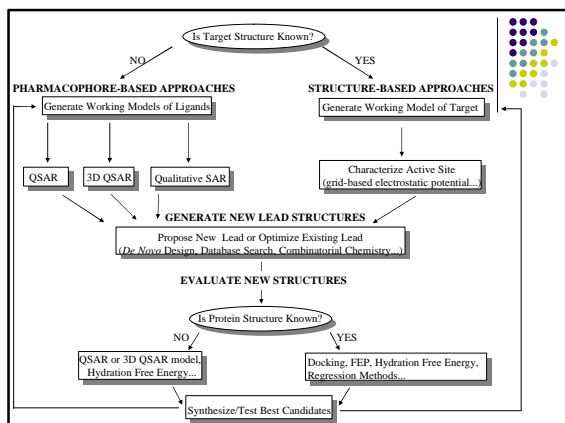 Is Target Structure Known?
NO
YES
PHARMACOPHORE-BASED APPROACHES
Generate Working Models of Ligands
STRUCTURE-BASED APPROACHES
Generate Working Model of Target
QSAR
3D QSAR
Qualitative SAR
Characterize Active Site
(grid-based electrostatic potential...)
GENERATE NEW LEAD STRUCTURES
Propose New Lead or Optimize Existing Lead
(De Novo Design, Database Search, Combinatorial Chemistry...)
EVALUATE NEW STRUCTURES
Is Protein Structure Known?
NO
YES
QSAR or 3D QSAR model,
Hydration Free Energy...
Docking, FEP, Hydration Free Energy,
Regression Methods...
Synthesize/Test Best Candidates